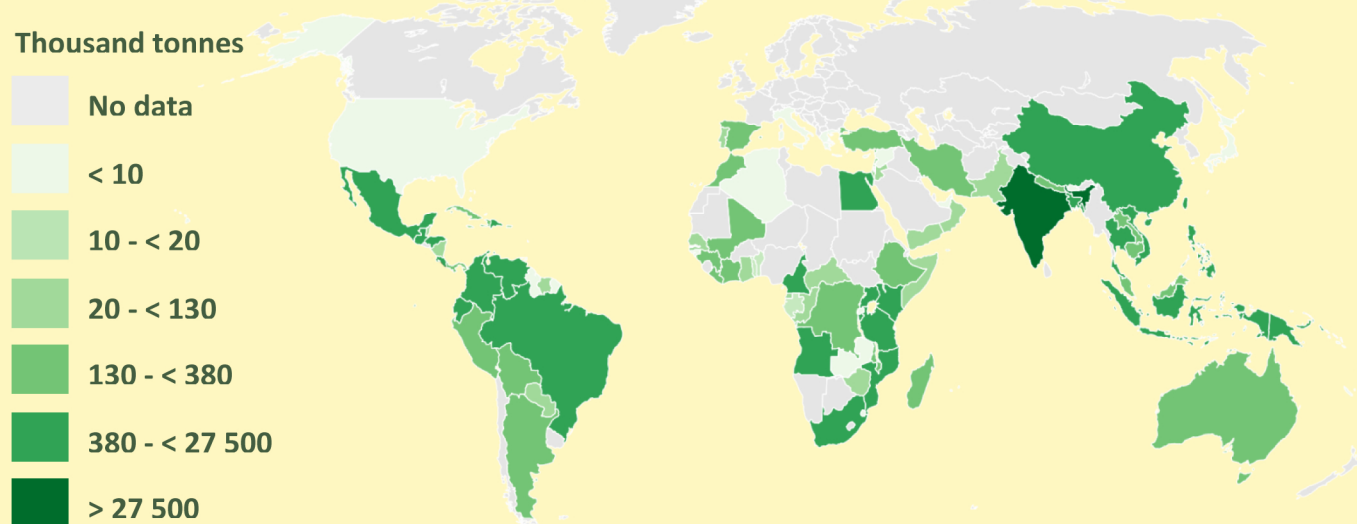 Thousand tonnes
No data
< 10
10 - < 20
20 - < 130
130 - < 380
380 - < 27 500
> 27 500